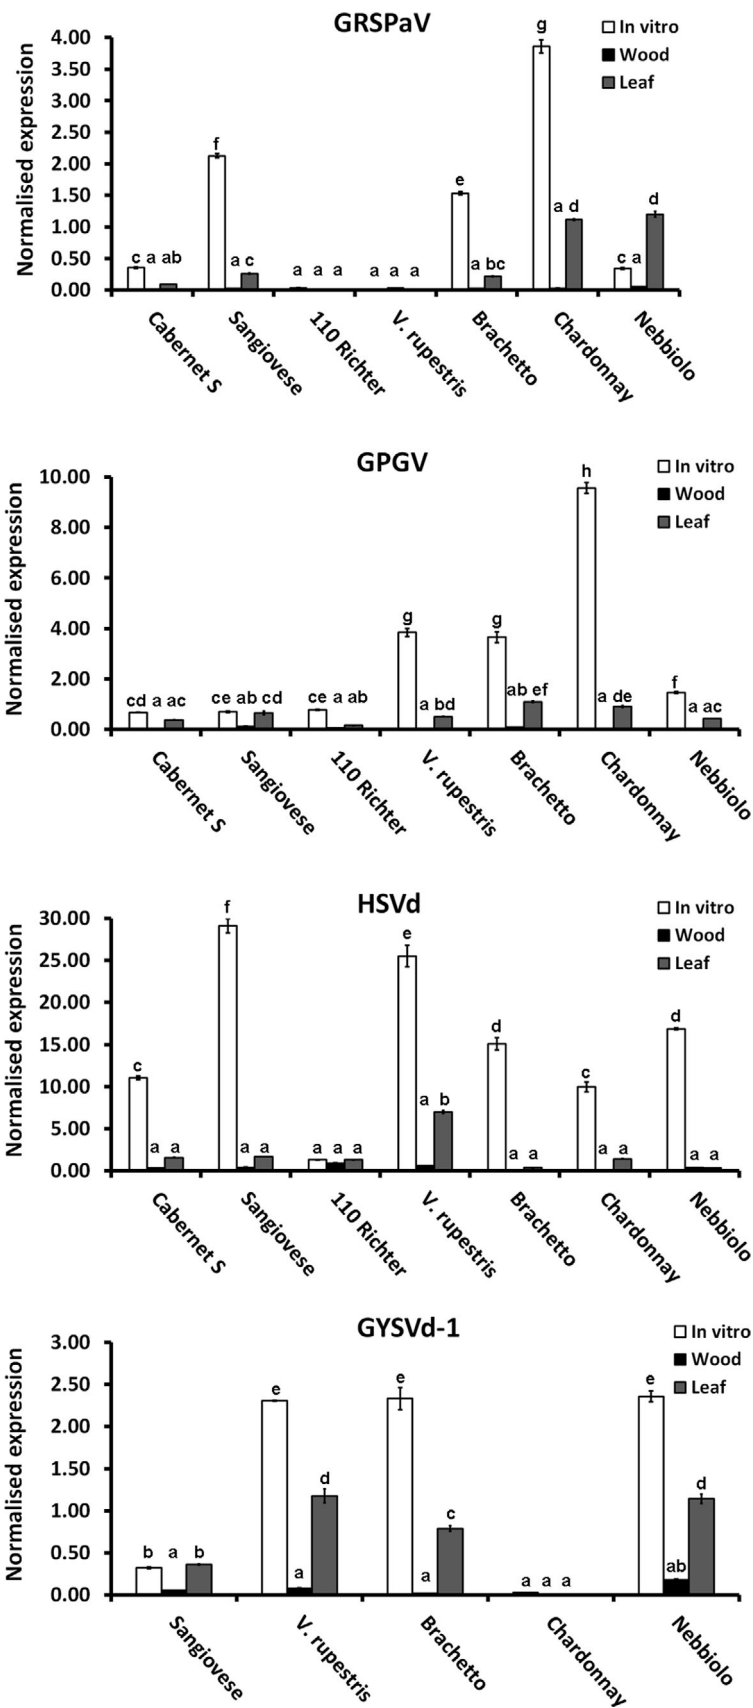 GRSPaV
In vitro
Wood
Leaf
Normalised expression
4.00
3.50
3.00
2.50
2.00
1.50
1.00
0.50
0.00
c a ab
f
a c
a a a
a a a
e
a bc
g
a d
c a
d
Cabernet S
Sangiovese
110 Richter
V. rupestris
Brachetto
Chardonnay
Nebbiolo
GPGV
In vitro
Wood
Leaf
Normalised expression
10.00
8.00
6.00
4.00
2.00
0.00
cd a ac
ce ab cd
ce a ab
g
a bd
g
ab ef
h
a de
f
a ac
Cabernet S
Sangiovese
110 Richter
V. rupestris
Brachetto
Chardonnay
Nebbiolo
HSVd
In vitro
Wood
Leaf
Normalised expression
30.00
25.00
20.00
15.00
10.00
5.00
0.00
c
a a
f
a a
a a a
e
a b
d
a a
c
a a
d
a a
Cabernet S
Sangiovese
110 Richter
V. rupestris
Brachetto
Chardonnay
Nebbiolo
GYSVd-1
In vitro
Wood
Leaf
Normalised expression
3.00
2.50
2.00
1.50
1.00
0.50
0.00
b a b
e
a
d
e
a
c
a a a
e
ab
d
Sangiovese
V. rupestris
Brachetto
Chardonnay
Nebbiolo